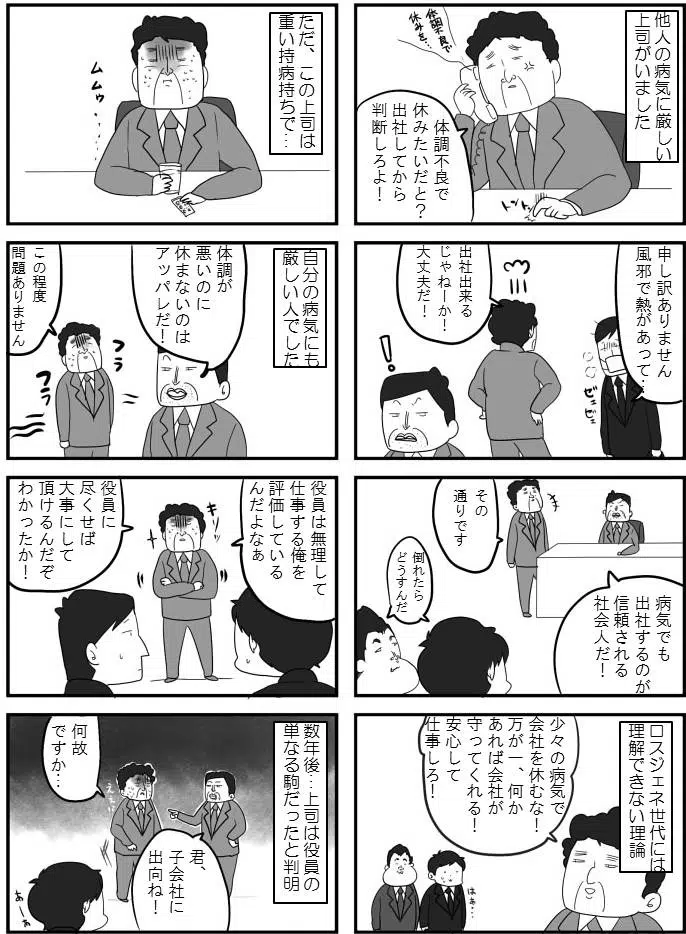 他人の病気に厳しい
上司がいました
体調不良で
休みを…
体調不良で
休みたいだと?
出社してから
判断しろよ!
トントン
ただ、この上司は
重い持病持ちで…
ムムゥ…
申し訳ありません
風邪で熱があって…
ゼェゼェ
出社出来る
じゃねーか!
大丈夫だ!
!
自分の病気にも
厳しい人でした
体調が
悪いのに
休まないのは
アッパレだ!
この程度
問題ありません
フラフラ
病気でも
出社するのが
信頼される
社会人だ!
その
通りです
倒れたら
どうすんだ
役員は無理して
仕事する俺を
評価している
んだよなぁ
キリッ
役員に
尽くせば
大事にして
頂けるんだぞ
わかったか!
ロスジェネ世代には
理解できない理論
少々の病気で
会社を休むな!
万が一、何か
あれば会社が
守ってくれる!
安心して
仕事しろ!
はぁ…
数年後…上司は役員の
単なる駒だったと判明
君、
子会社に
出向ね!
何故
ですか…
あーぁ